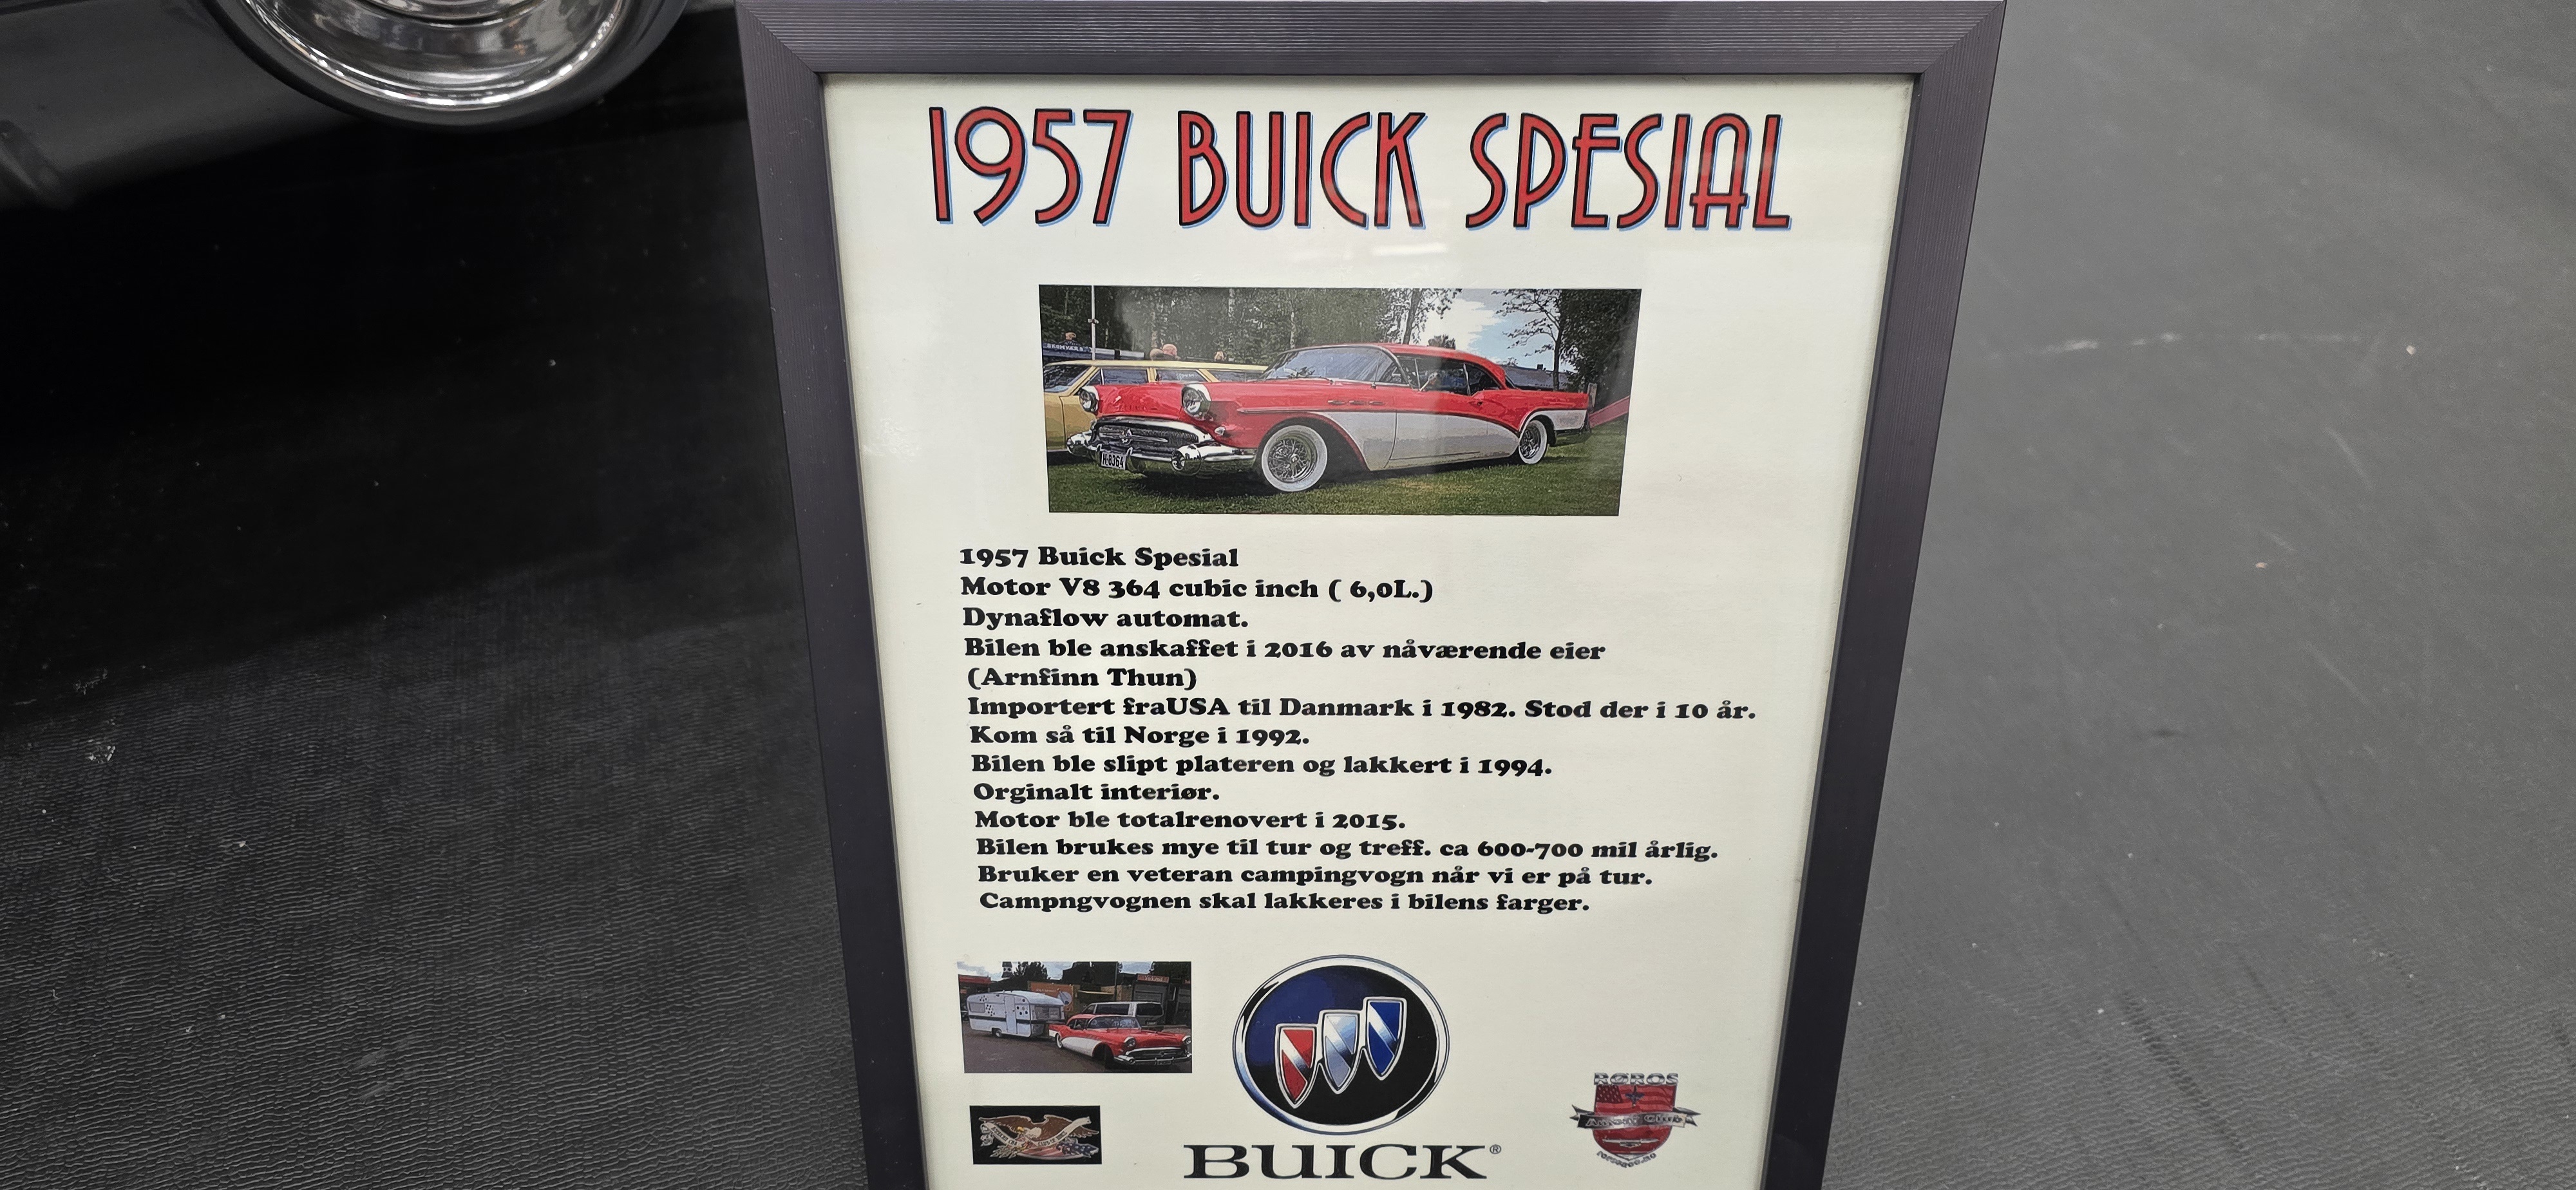 1957 BUICK SPESIAL
H-8364
1957 Buick Spesial
Motor V8 364 cubic inch ( 6,0L.)
Dynaflow automat.
Bilen ble anskaffet i 2016 av nåværende eier
(Arnfinn Thun)
Importert fraUSA til Danmark i 1982. Stod der i 10 år.
Kom så til Norge i 1992.
Bilen ble slipt plateren og lakkert i 1994.
Orginalt interiør.
Motor ble totalrenovert i 2015.
Bilen brukes mye til tur og treff. ca 600-700 mil årlig.
Bruker en veteran campingvogn når vi er på tur.
Campngvognen skal lakkeres i bilens farger.
RØROS
Amcar Club
BUICK®